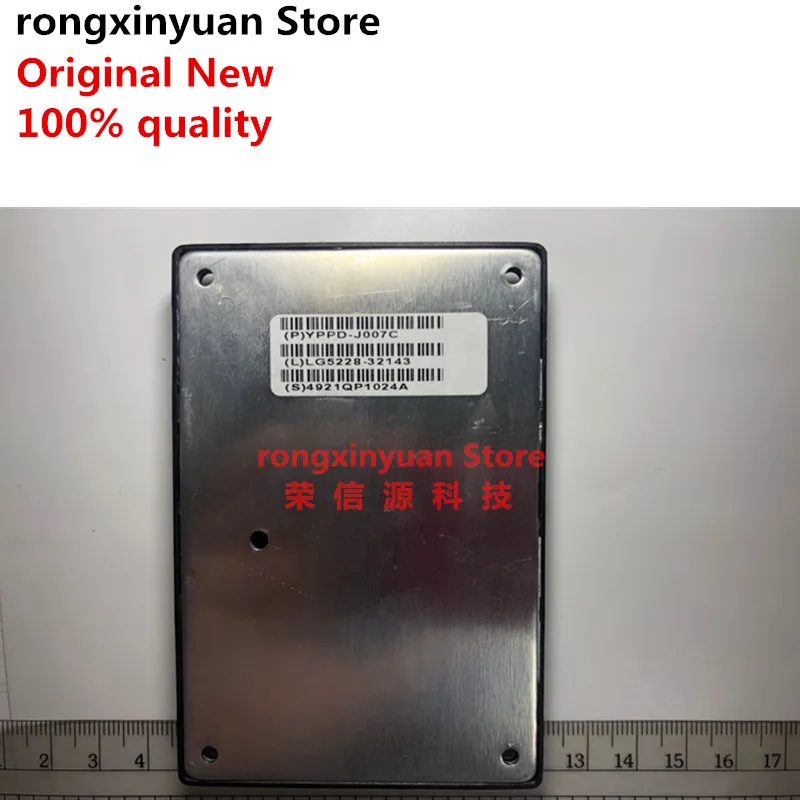 rongxinyuan Store
Original New
100% quality
(P)YPPD-J007C
(L)LG5228-32143
(S)4921QP1024A
rongxinyuan Store
荣信源科技
1 2 3 4 13 14 15 16 17